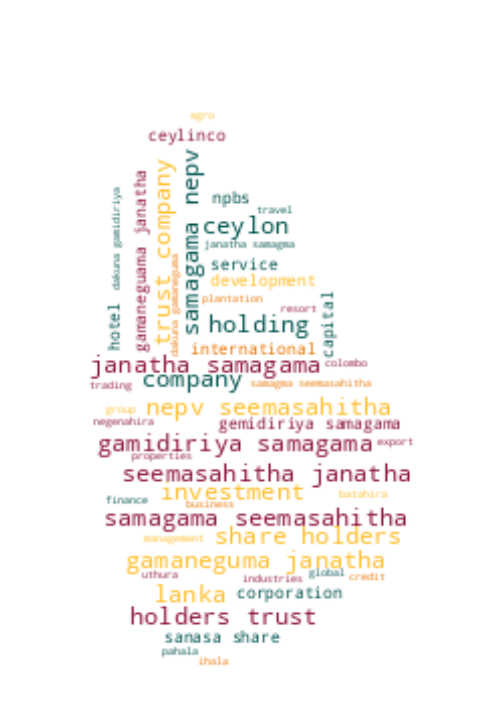 agro
ceylinco
nepv
npbs
travel
ceylon
janatha samagma
service
development
plantation
resort
holding
international
capital
samagama
trust company
dakuna gamaneguma
gamaneguama janatha
dakuna gamidiriya
hotel
janatha samagama
colombo
trading
company
samagma seemasahitha
group
nepv seemasahitha
negenahira
gemidiriya samagama
gamidiriya samagama
export
properties
seemasahitha janatha
investment
batahira
finance
business
samagama seemasahitha
management
share holders
gamaneguma janatha
uthura
industries
global
credit
lanka
corporation
holders trust
sanasa share
pahala
ihala